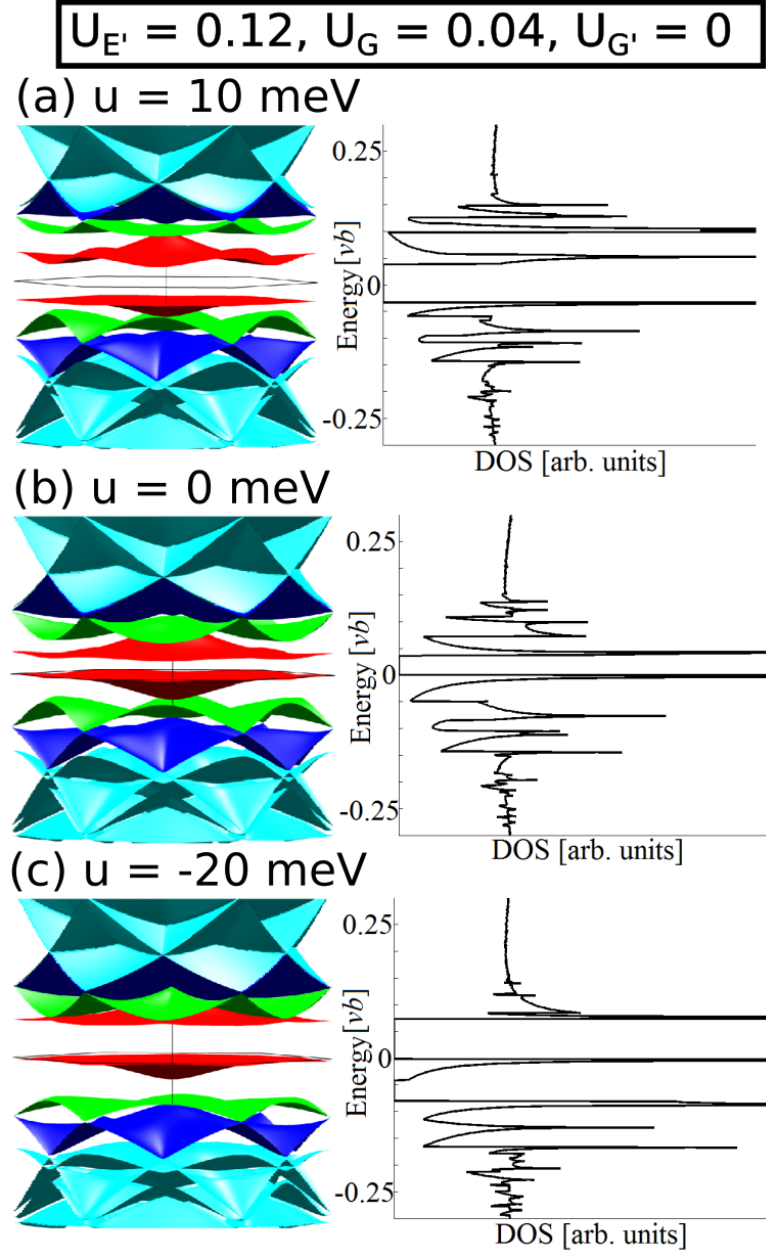 U_E' = 0.12, U_G = 0.04, U_G' = 0
(a) u = 10 meV
0.25
0
-0.25
Energy[vb]
DOS [arb. units]
(b) u = 0 meV
0.25
0
-0.25
Energy[vb]
DOS [arb. units]
(c) u = -20 meV
0.25
0
-0.25
Energy[vb]
DOS [arb. units]